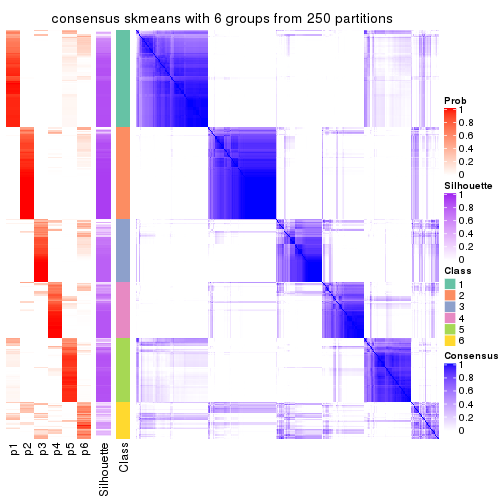 consensus skmeans with 6 groups from 250 partitions
Prob
1
0.8
0.6
0.4
0.2
0
Silhouette
1
0.8
0.6
0.4
0.2
0
Class
1
2
3
4
5
6
Consensus
1
0.8
0.6
0.4
0.2
0
p1
p2
p3
p4
p5
p6
Silhouette
Class